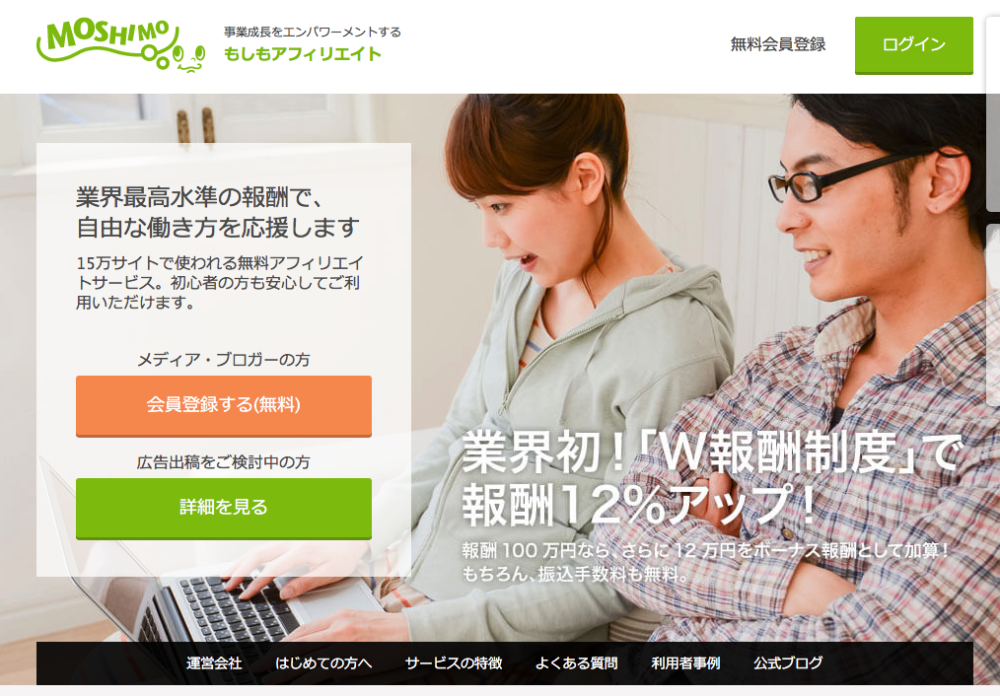 MOSHIMO
事業成長をエンパワーメントする
もしもアフィリエイト
無料会員登録
ログイン
業界最高水準の報酬で、
自由な働き方を応援します
15万サイトで使われる無料アフィリエイ
トサービス。初心者の方も安心してご利
用いただけます。
メディア・ブロガーの方
会員登録する(無料)
広告出稿をご検討中の方
詳細を見る
業界初！「W報酬制度」で
報酬12%アップ！
報酬100万円なら、さらに12万円をボーナス報酬として加算！
もちろん、振込手数料も無料。
運営会社
はじめての方へ
サービスの特徴
よくある質問
利用者事例
公式ブログ